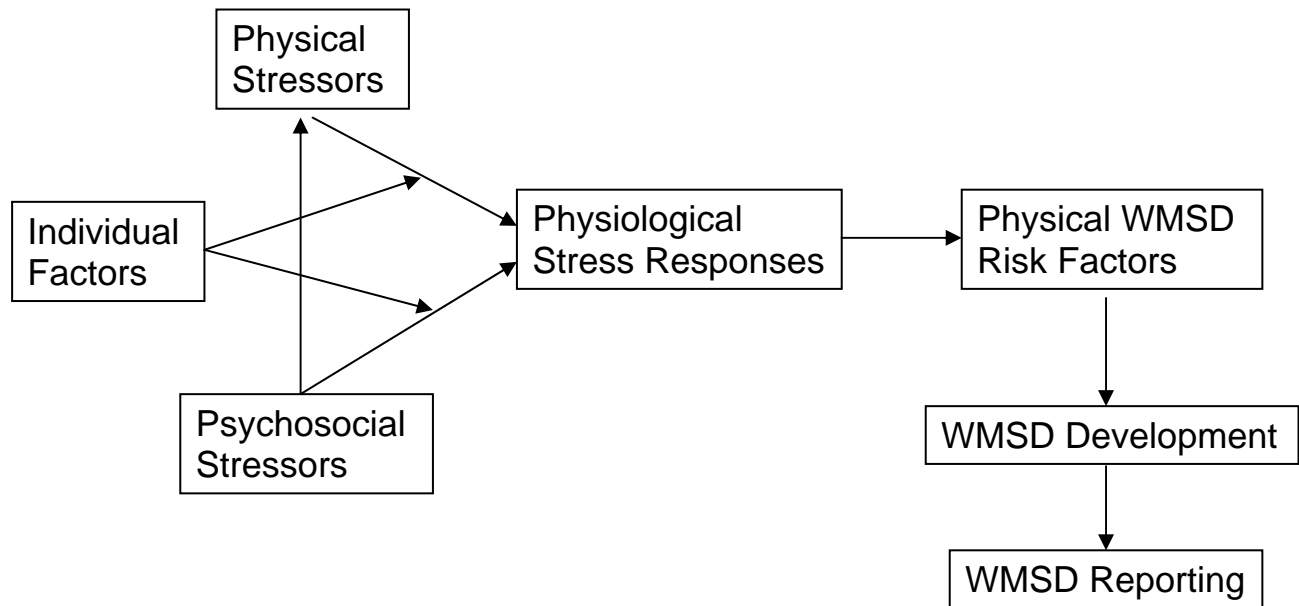 Physical
Stressors
Individual
Factors
Physiological
Stress Responses
Physical WMSD
Risk Factors
Psychosocial
Stressors
WMSD Development
WMSD Reporting